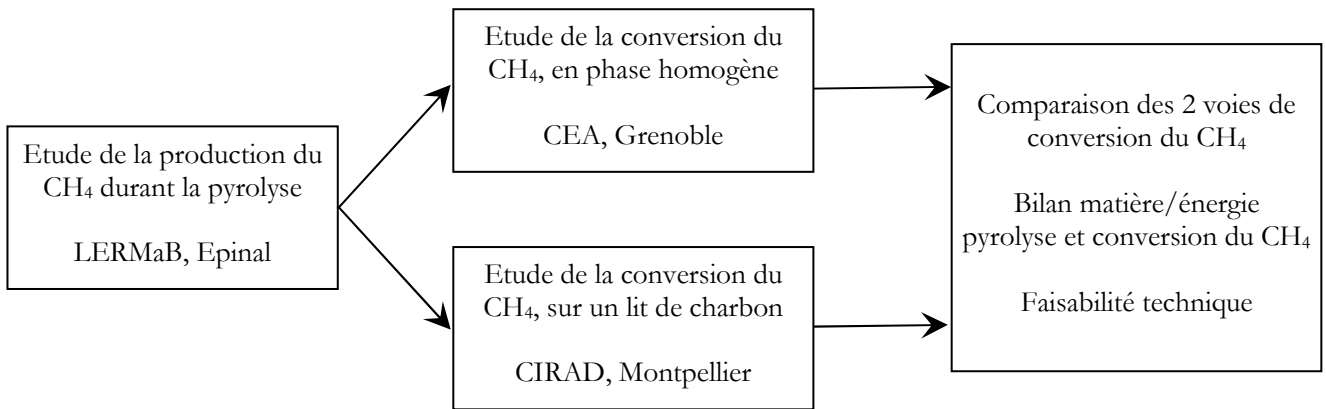 Etude de la production du
CH₄ durant la pyrolyse
LERMaB, Epinal
Etude de la conversion du
CH₄, en phase homogène
CEA, Grenoble
Etude de la conversion du
CH₄, sur un lit de charbon
CIRAD, Montpellier
Comparaison des 2 voies de
conversion du CH₄
Bilan matière/énergie
pyrolyse et conversion du CH₄
Faisabilité technique